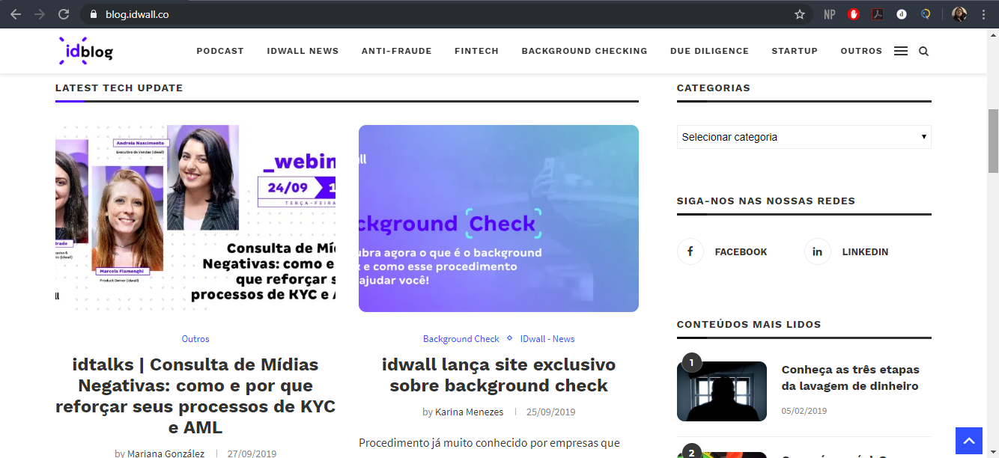 blog.idwall.co
NP
idblog
PODCAST
IDWALL NEWS
ANTI-FRAUDE
FINTECH
BACKGROUND CHECKING
DUE DILIGENCE
STARTUP
OUTROS
LATEST TECH UPDATE
Andreia Nascimento
Executiva de Vendas (idwall)
Marcela Flamenghi
Product Owner (idwall)
_webin
24/09
TERÇA-FEIRA
Consulta de Mí
Negativas: como e
que reforçar s
processos de KYC e A
Outros
idtalks | Consulta de Mídias
Negativas: como e por que
reforçar seus processos de KYC
e AML
by Mariana González
27/09/2019
ckground Check
ubra agora o que é o background
e como esse procedimento
ajudar você!
Background Check
IDwall - News
idwall lança site exclusivo
sobre background check
by Karina Menezes
25/09/2019
Procedimento já muito conhecido por empresas que
CATEGORIAS
Selecionar categoria
SIGA-NOS NAS NOSSAS REDES
f FACEBOOK
in LINKEDIN
CONTEÚDOS MAIS LIDOS
1
Conheça as três etapas
da lavagem de dinheiro
05/02/2019
2